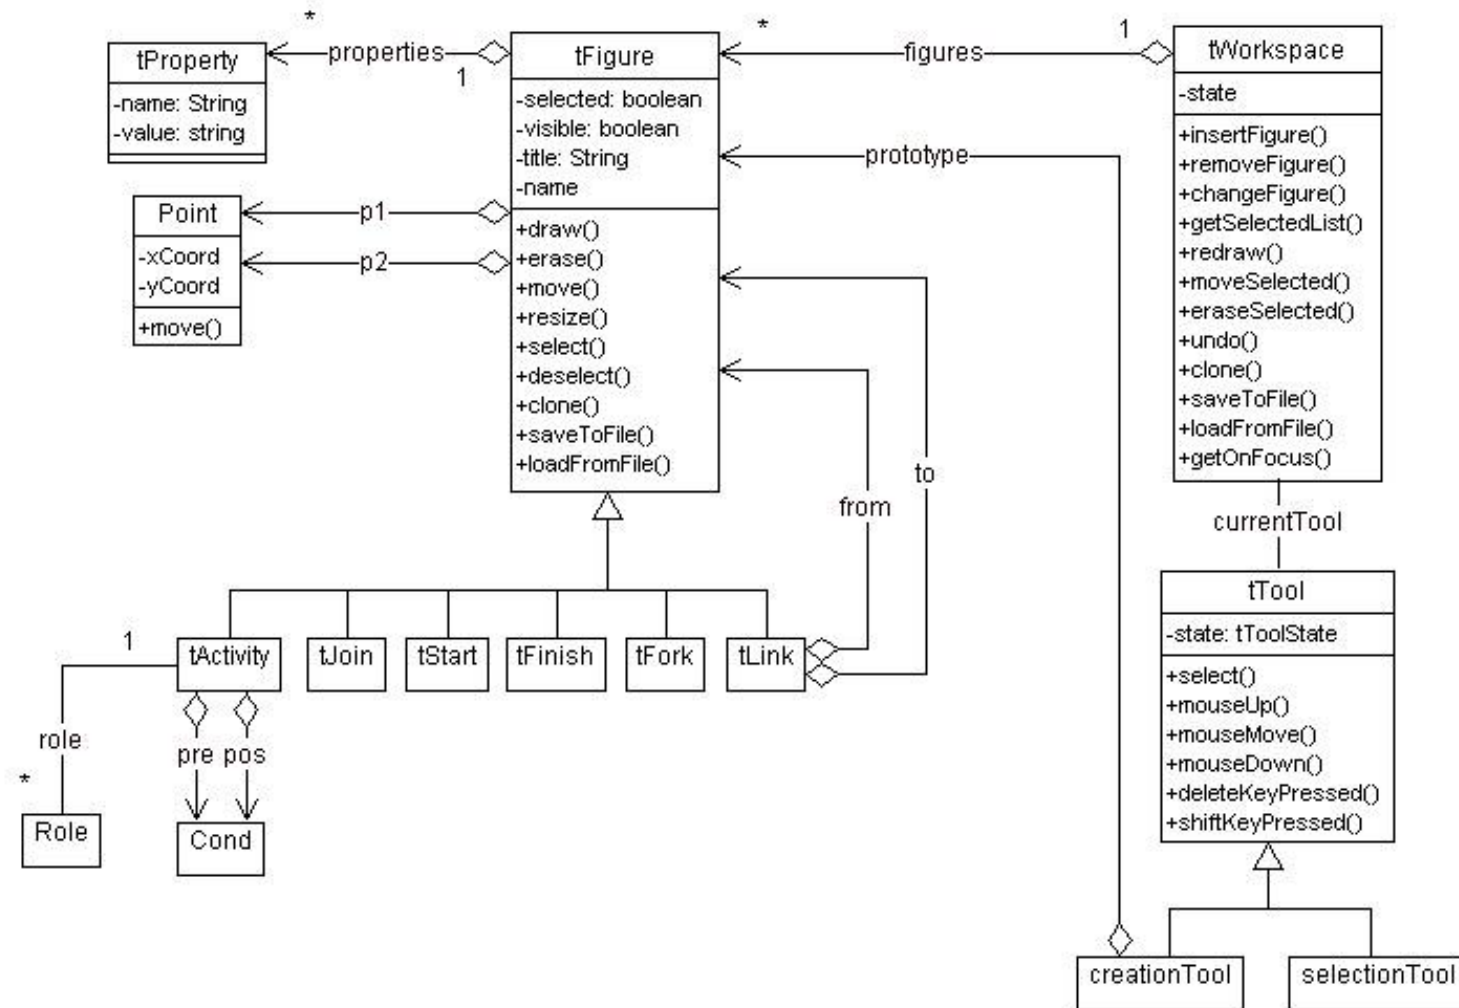 *
properties
1
tProperty
-name: String
-value: string
Point
-xCoord
-yCoord
+move()
p1
p2
tFigure
-selected: boolean
-visible: boolean
-title: String
-name
+draw()
+erase()
+move()
+resize()
+select()
+deselect()
+clone()
+saveToFile()
+loadFromFile()
*
figures
1
prototype
tWorkspace
-state
+insertFigure()
+removeFigure()
+changeFigure()
+getSelectedList()
+redraw()
+moveSelected()
+eraseSelected()
+undo()
+clone()
+saveToFile()
+loadFromFile()
+getOnFocus()
to
from
currentTool
tTool
-state: tToolState
+select()
+mouseUp()
+mouseMove()
+mouseDown()
+deleteKeyPressed()
+shiftKeyPressed()
1
tActivity
tJoin
tStart
tFinish
tFork
tLink
role
pre
pos
*
Role
Cond
creationTool
selectionTool